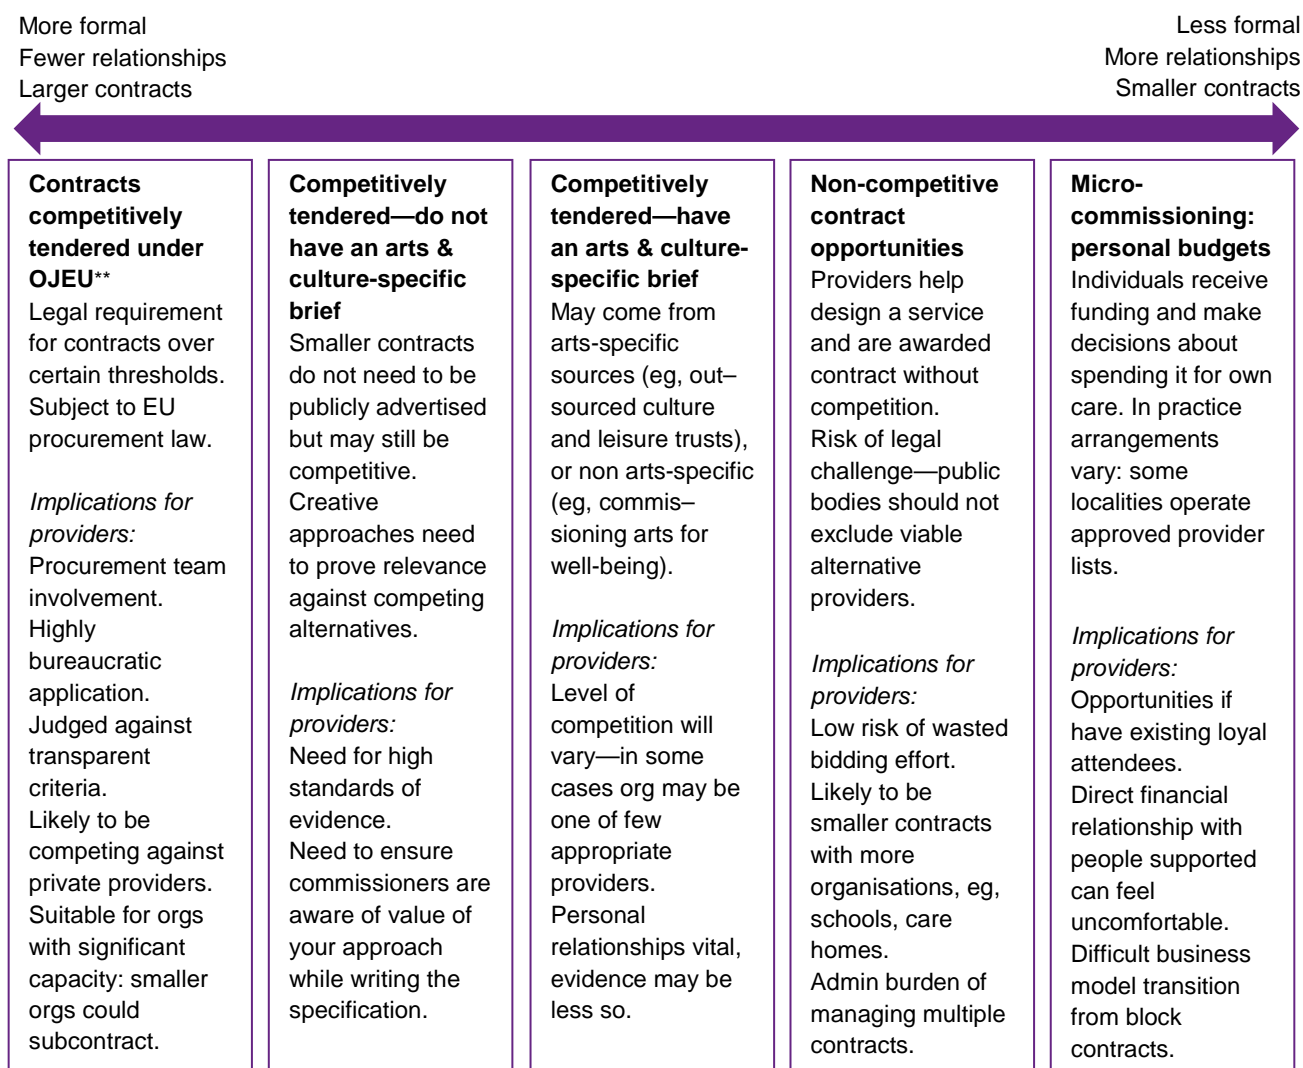 More formal
Fewer relationships
Larger contracts
Less formal
More relationships
Smaller contracts
Contracts
competitively
tendered under
OJEU**
Legal requirement
for contracts over
certain thresholds.
Subject to EU
procurement law.
Implications for
providers:
Procurement team
involvement.
Highly
bureaucratic
application.
Judged against
transparent
criteria.
Likely to be
competing against
private providers.
Suitable for orgs
with significant
capacity: smaller
orgs could
subcontract.
Competitively
tendered—do not
have an arts &
culture-specific
brief
Smaller contracts
do not need to be
publicly advertised
but may still be
competitive.
Creative
approaches need
to prove relevance
against competing
alternatives.
Implications for
providers:
Need for high
standards of
evidence.
Need to ensure
commissioners are
aware of value of
your approach
while writing the
specification.
Competitively
tendered—have
an arts & culture-
specific brief
May come from
arts-specific
sources (eg, out–
sourced culture
and leisure trusts),
or non arts-specific
(eg, commis–
sioning arts for
well-being).
Implications for
providers:
Level of
competition will
vary—in some
cases org may be
one of few
appropriate
providers.
Personal
relationships vital,
evidence may be
less so.
Non-competitive
contract
opportunities
Providers help
design a service
and are awarded
contract without
competition.
Risk of legal
challenge—public
bodies should not
exclude viable
alternative
providers.
Implications for
providers:
Low risk of wasted
bidding effort.
Likely to be
smaller contracts
with more
organisations, eg,
schools, care
homes.
Admin burden of
managing multiple
contracts.
Micro-
commissioning:
personal budgets
Individuals receive
funding and make
decisions about
spending it for own
care. In practice
arrangements
vary: some
localities operate
approved provider
lists.
Implications for
providers:
Opportunities if
have existing loyal
attendees.
Direct financial
relationship with
people supported
can feel
uncomfortable.
Difficult business
model transition
from block
contracts.